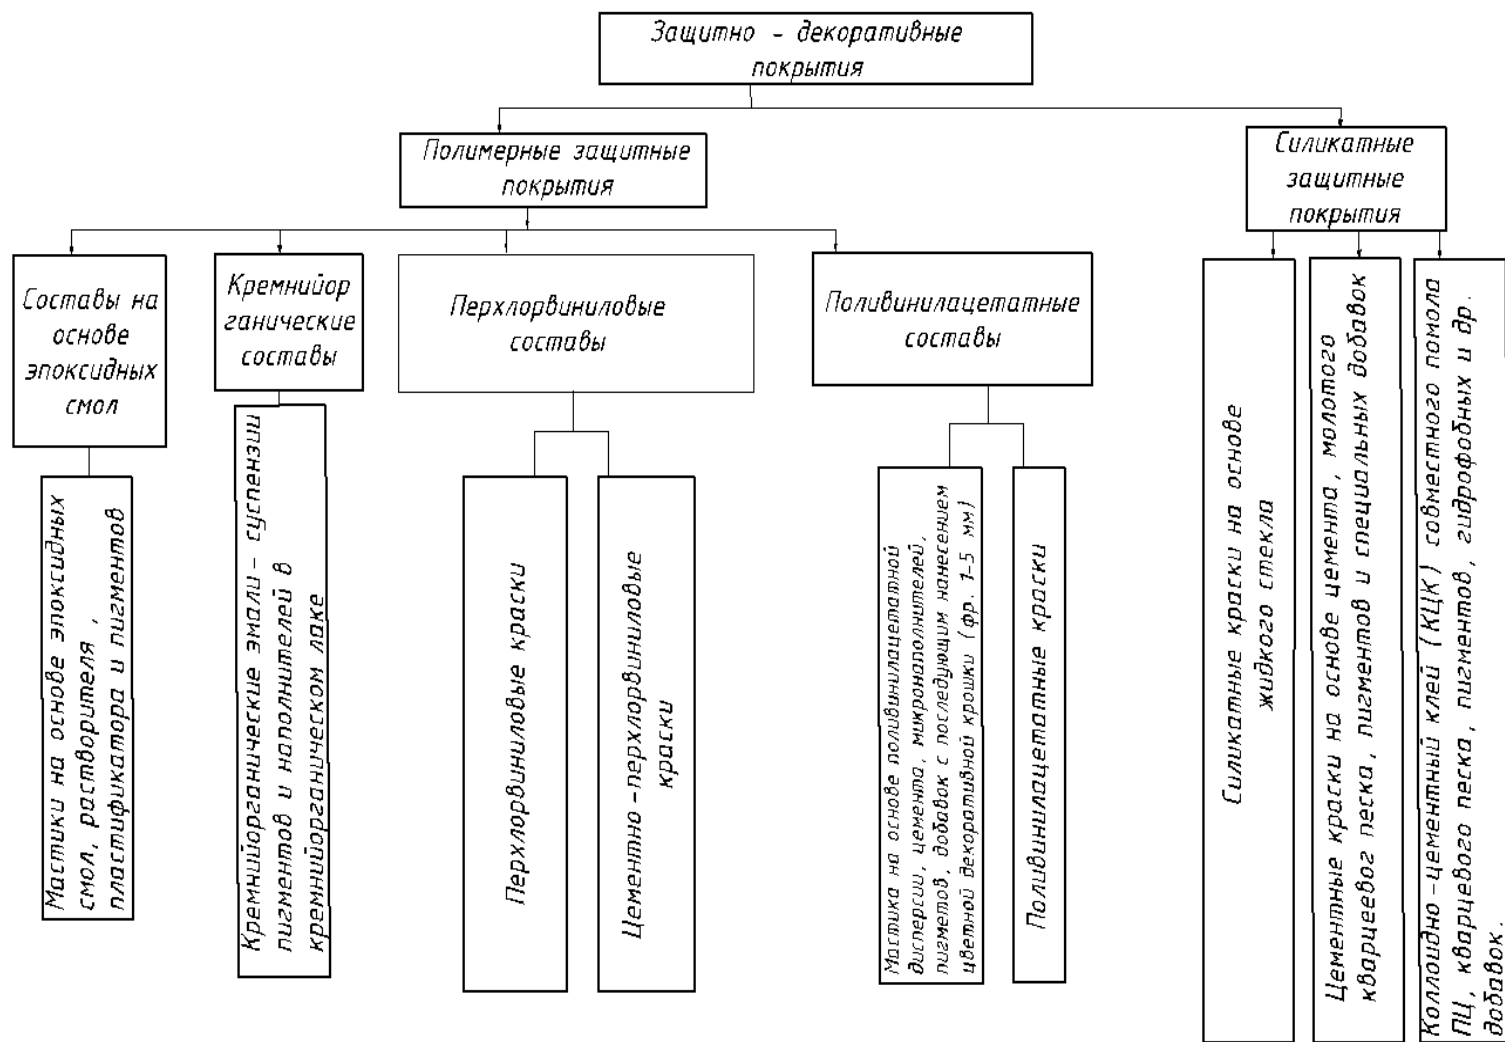 Защитно - декоративные
покрытия
Полимерные защитные
покрытия
Силикатные
защитные
покрытия
Составы на
основе
эпоксидных
смол
Кремнийор
ганические
составы
Перхлорвиниловые
составы
Поливинилацетатные
составы
Мастики на основе эпоксидных
смол, растворителя ,
пластификатора и пигментов
Кремнийорганические эмали - суспензии
пигментов и наполнителей в
кремнийорганическом лаке
Перхлорвиниловые краски
Цементно -перхлорвиниловые
краски
Мастика на основе поливинилацетатной
дисперсии, цемента, микронаполнителей,
пигметов, добавок с последующим нанесением
цветной декоративной крошки (фр. 1-5 мм)
Поливинилацетатные краски
Силикатные краски на основе
жидкого стекла
Цементные краски на основе цемента, молотого
кварцеевог песка, пигментов и специальных добавок
Коллоидно -цементный клей (КЦК) совместного помола
ПЦ, кварцевого песка, пигментов, гидрофобных и др.
добавок.